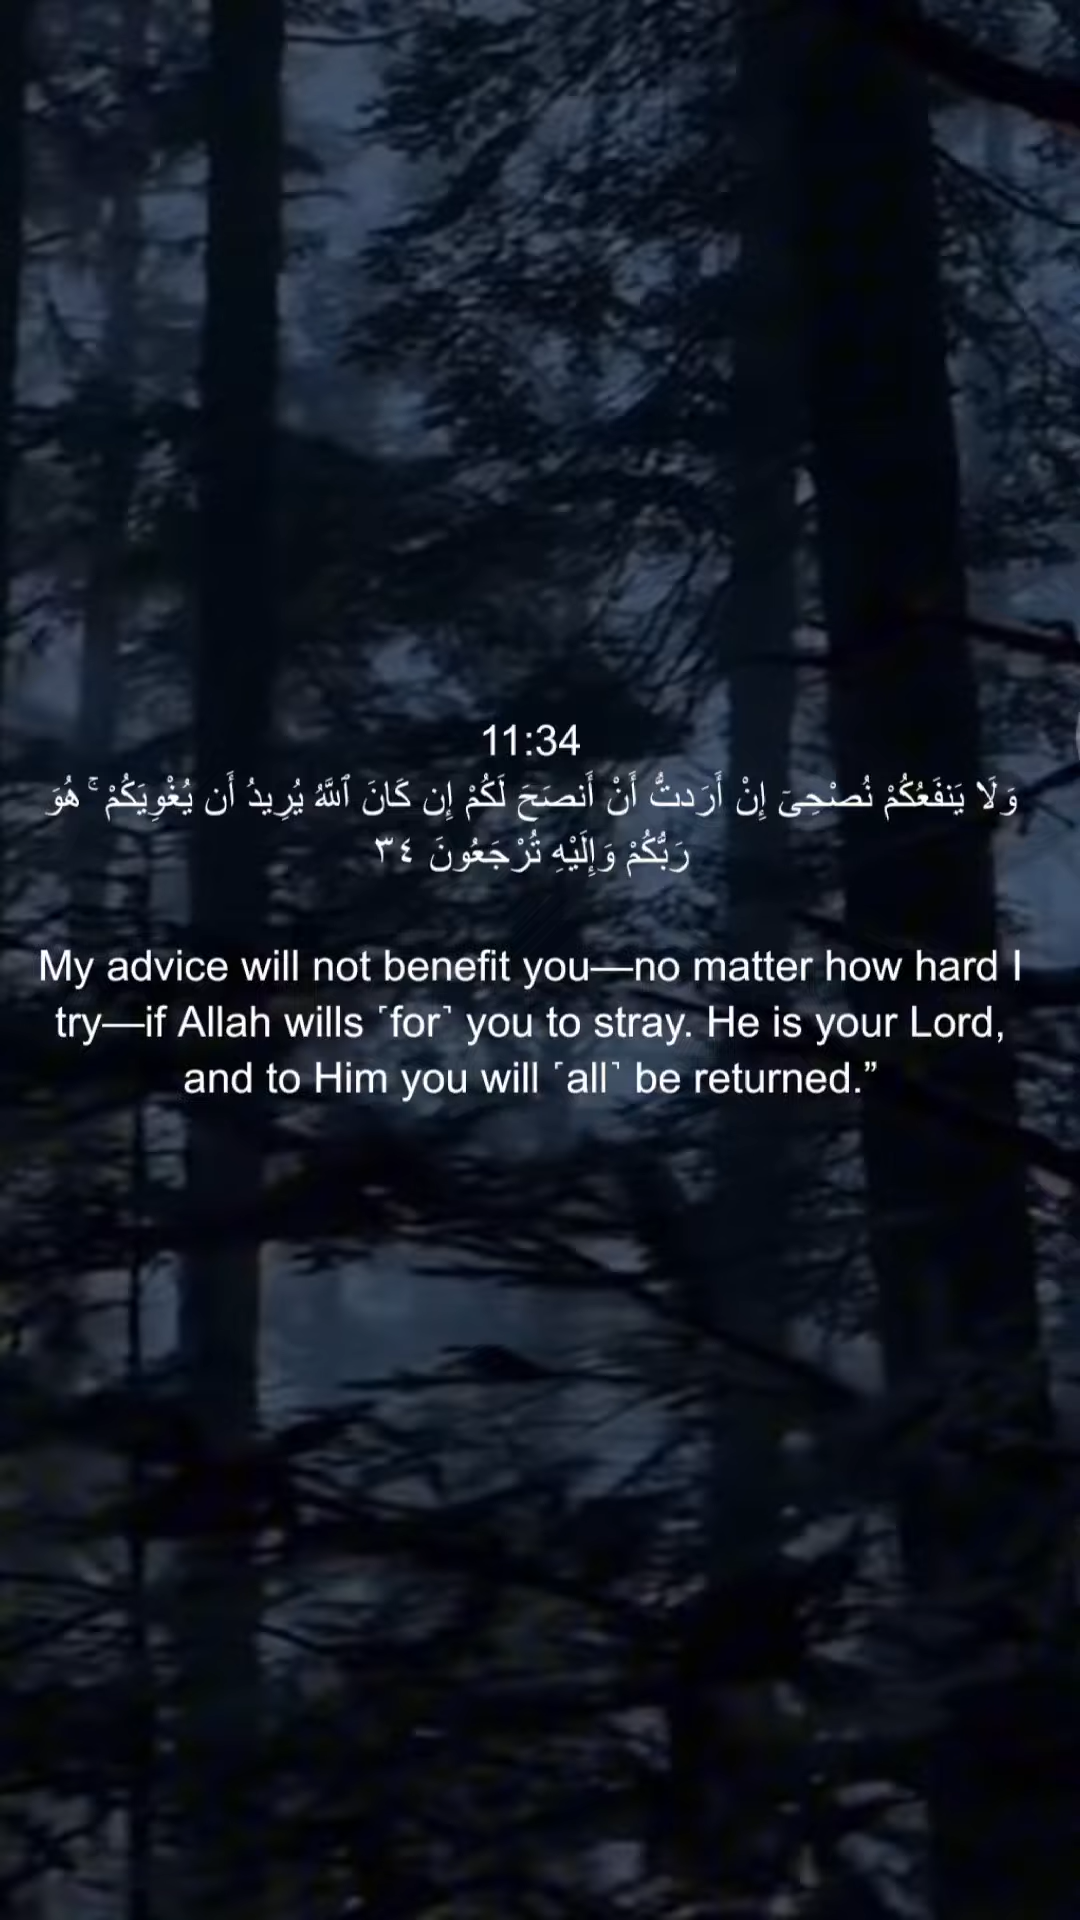 11:34
وَلَا يَنفَعُكُمْ نُصْحِىٓ إِنْ أَرَدتُّ أَنْ أَنصَحَ لَكُمْ إِن كَانَ ٱللَّهُ يُرِيدُ أَن يُغْوِيَكُمْ ۚ هُوَ
رَبُّكُمْ وَإِلَيْهِ تُرْجَعُونَ ٣٤
My advice will not benefit you—no matter how hard I
try—if Allah wills ˹for˺ you to stray. He is your Lord,
and to Him you will ˹all˺ be returned.”